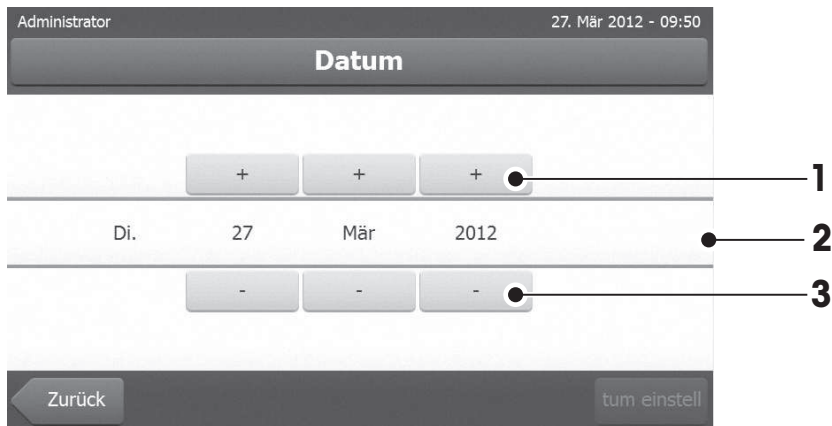 Administrator 27. Mär 2012 - 09:50
Datum
+ + + 1
Di. 27 Mär 2012 2
- - - 3
Zurück tum einstell